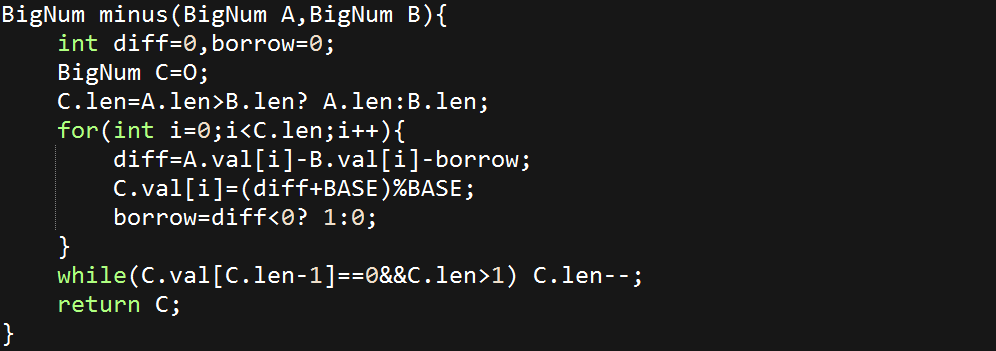 BigNum minus(BigNum A,BigNum B){
    int diff=0,borrow=0;
    BigNum C=O;
    C.len=A.len>B.len? A.len:B.len;
    for(int i=0;i<C.len;i++){
        diff=A.val[i]-B.val[i]-borrow;
        C.val[i]=(diff+BASE)%BASE;
        borrow=diff<0? 1:0;
    }
    while(C.val[C.len-1]==0&&C.len>1) C.len--;
    return C;
}